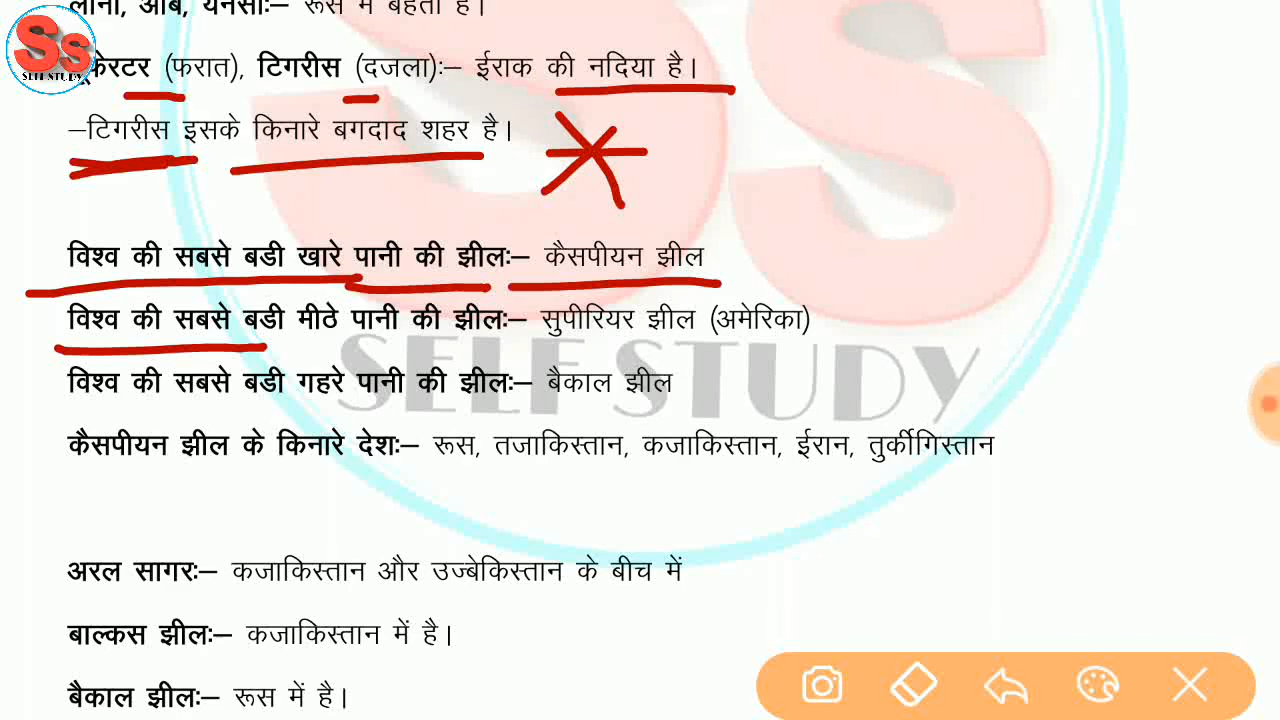 लीना, ओब, यनसीः– रूस में बहती है।
Ss
SELF STUDY
फरेटर (फरात), टिगरीस (दजला):– ईराक की नदिया है।
–टिगरीस इसके किनारे बगदाद शहर है।
विश्व की सबसे बडी खारे पानी की झीलः– कैसपीयन झील
विश्व की सबसे बडी मीठे पानी की झीलः– सुपीरियर झील (अमेरिका)
SELF STUDY
विश्व की सबसे बडी गहरे पानी की झीलः– बैकाल झील
कैसपीयन झील के किनारे देशः– रूस, तजाकिस्तान, कजाकिस्तान, ईरान, तुर्कीगिस्तान
अरल सागरः– कजाकिस्तान और उज्बेकिस्तान के बीच में
बाल्कस झीलः– कजाकिस्तान में है।
बैकाल झीलः– रूस में है।